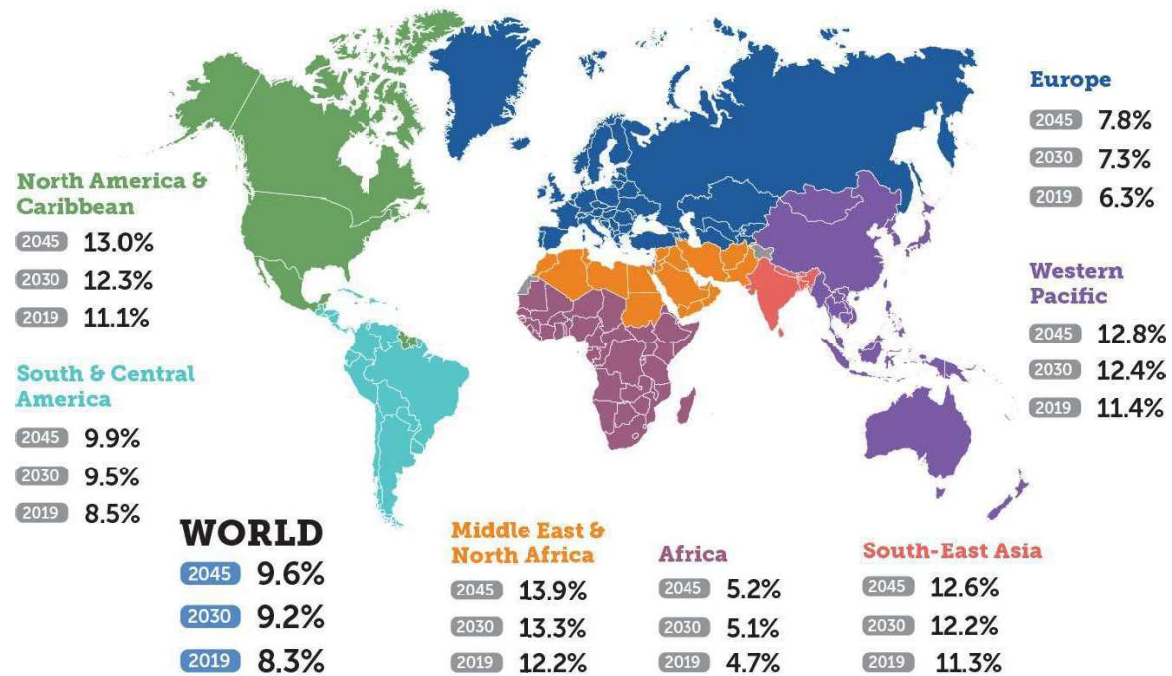 North America &
Caribbean
2045 13.0%
2030 12.3%
2019 11.1%
South & Central
America
2045 9.9%
2030 9.5%
2019 8.5%
WORLD
2045 9.6%
2030 9.2%
2019 8.3%
Middle East &
North Africa
2045 13.9%
2030 13.3%
2019 12.2%
Africa
2045 5.2%
2030 5.1%
2019 4.7%
South-East Asia
2045 12.6%
2030 12.2%
2019 11.3%
Europe
2045 7.8%
2030 7.3%
2019 6.3%
Western
Pacific
2045 12.8%
2030 12.4%
2019 11.4%